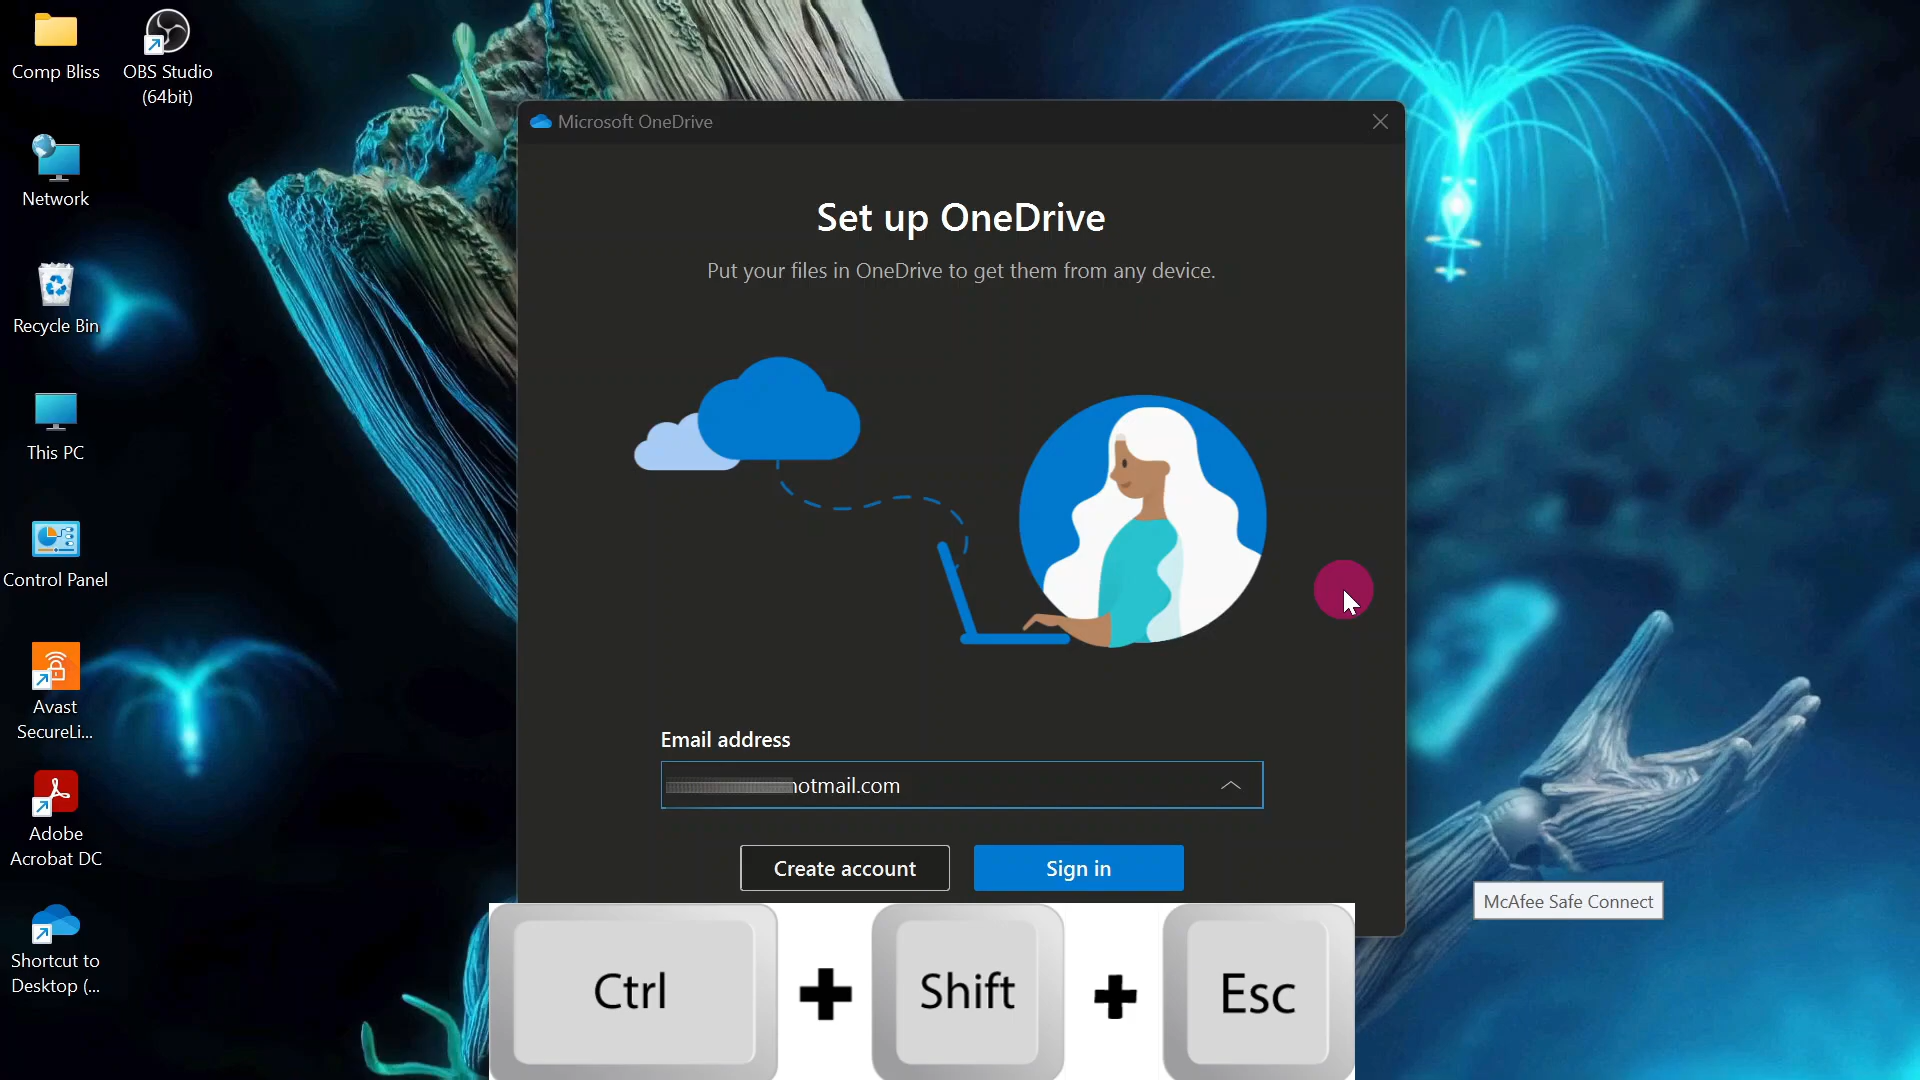 Comp Bliss
OBS Studio
(64bit)
Network
Recycle Bin
This PC
Control Panel
Avast
SecureLi...
Adobe
Acrobat DC
Shortcut to
Desktop (...
Microsoft OneDrive
Set up OneDrive
Put your files in OneDrive to get them from any device.
Email address
otmail.com
Create account
Sign in
McAfee Safe Connect
Ctrl + Shift + Esc